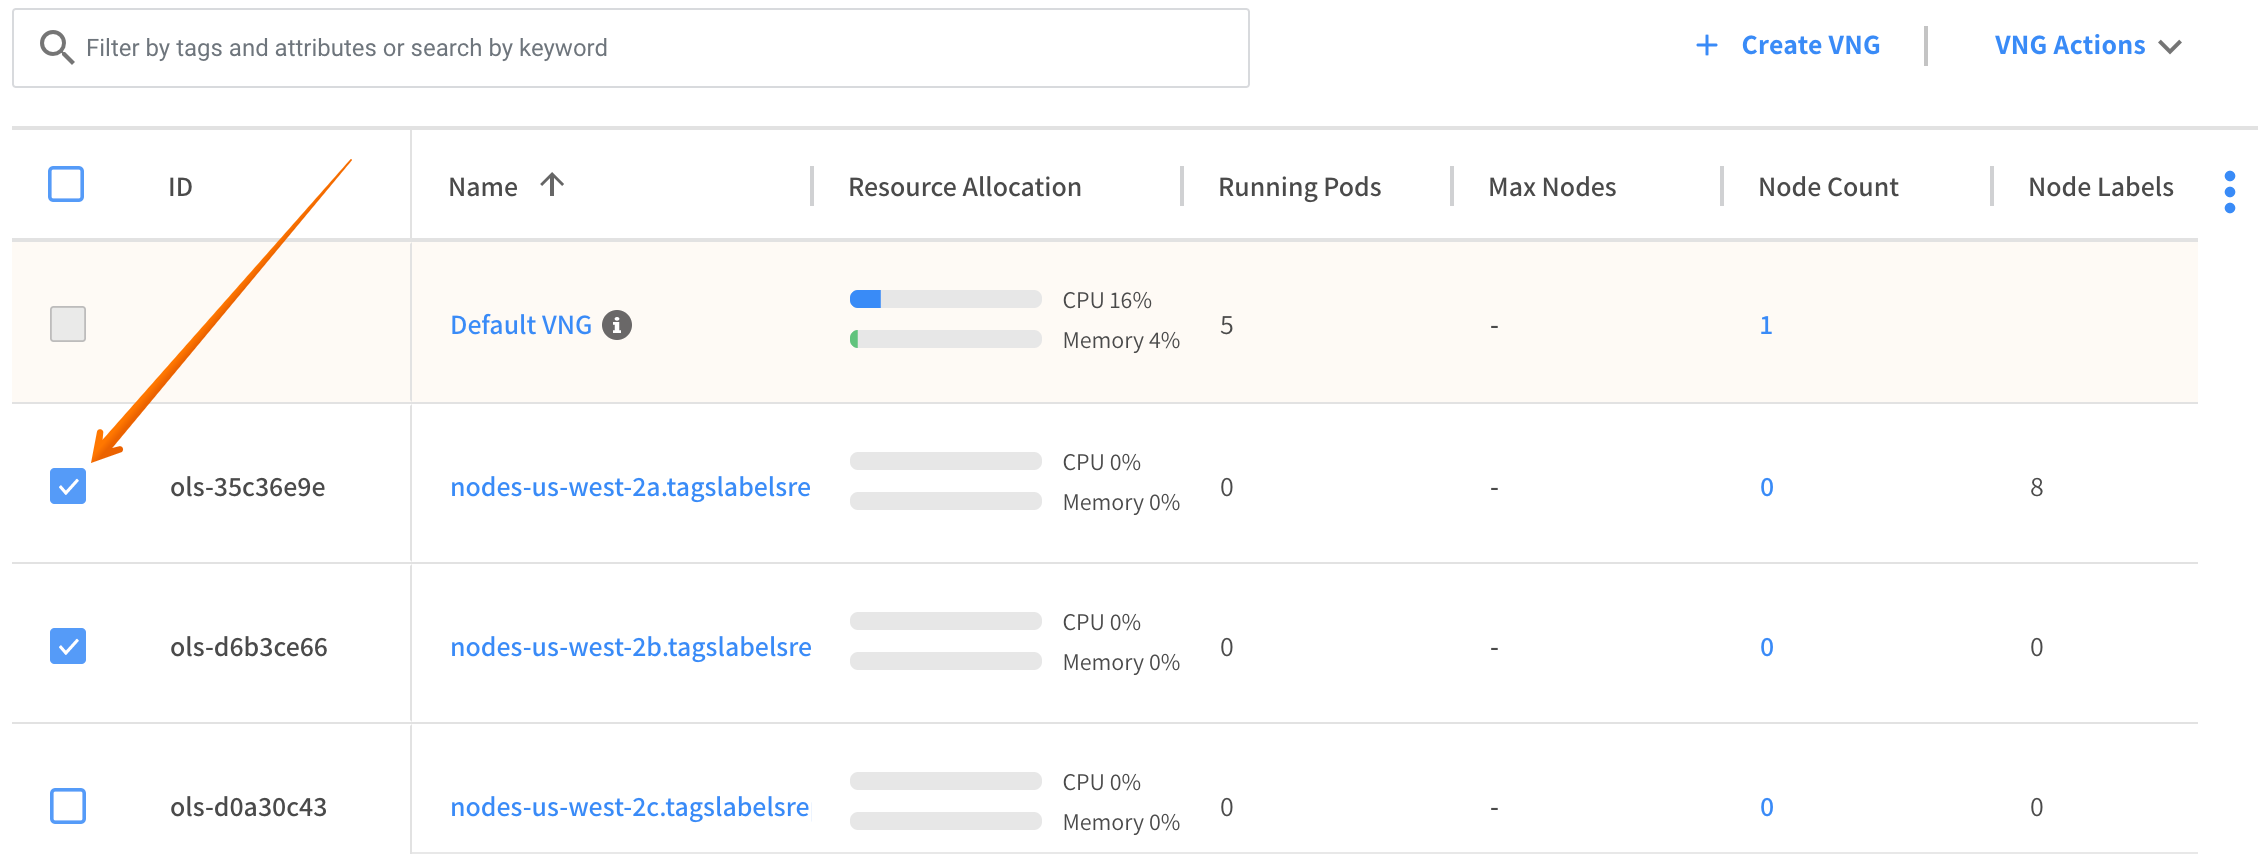 Filter by tags and attributes or search by keyword
+ Create VNG
VNG Actions
ID Name Resource Allocation Running Pods Max Nodes Node Count Node Labels
Default VNG CPU 16% Memory 4% 5 - 1
ols-35c36e9e nodes-us-west-2a.tagslabelsre CPU 0% Memory 0% 0 - 0 8
ols-d6b3ce66 nodes-us-west-2b.tagslabelsre CPU 0% Memory 0% 0 - 0 0
ols-d0a30c43 nodes-us-west-2c.tagslabelsre CPU 0% Memory 0% 0 - 0 0